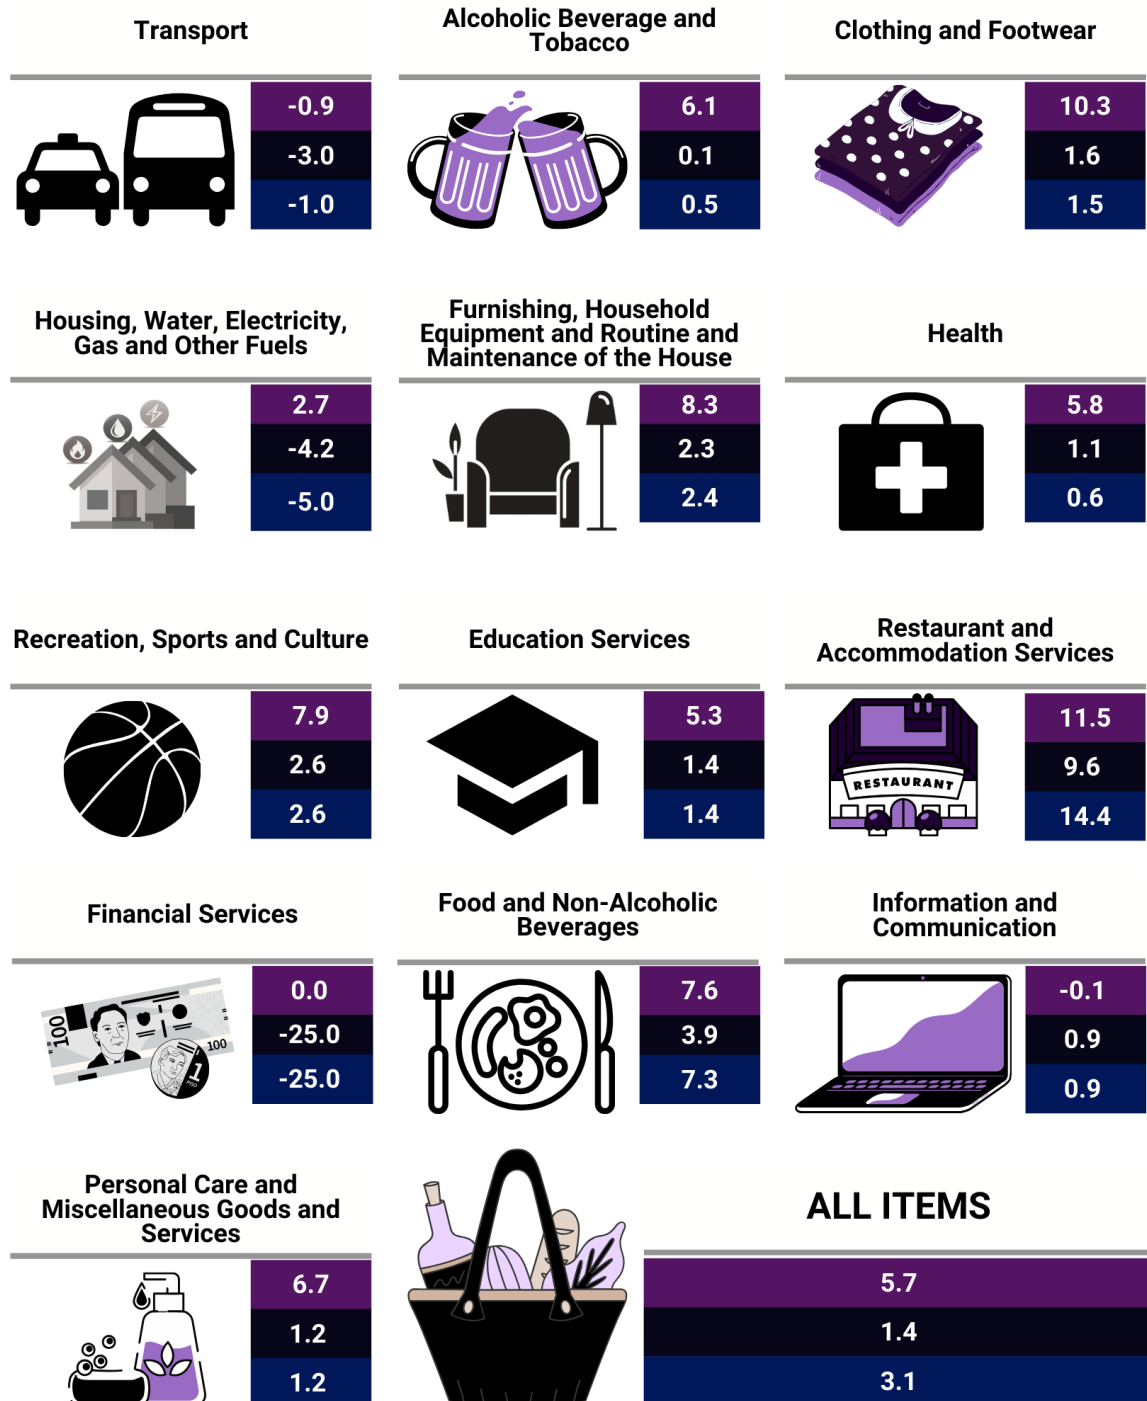 Transport
-0.9
-3.0
-1.0
Alcoholic Beverage and
Tobacco
6.1
0.1
0.5
Clothing and Footwear
10.3
1.6
1.5
Housing, Water, Electricity,
Gas and Other Fuels
2.7
-4.2
-5.0
Furnishing, Household
Equipment and Routine and
Maintenance of the House
8.3
2.3
2.4
Health
5.8
1.1
0.6
Recreation, Sports and Culture
7.9
2.6
2.6
Education Services
5.3
1.4
1.4
Restaurant and
Accommodation Services
RESTAURANT
11.5
9.6
14.4
Financial Services
100
100
1
PISO
0.0
-25.0
-25.0
Food and Non-Alcoholic
Beverages
7.6
3.9
7.3
Information and
Communication
-0.1
0.9
0.9
Personal Care and
Miscellaneous Goods and
Services
6.7
1.2
1.2
ALL ITEMS
5.7
1.4
3.1